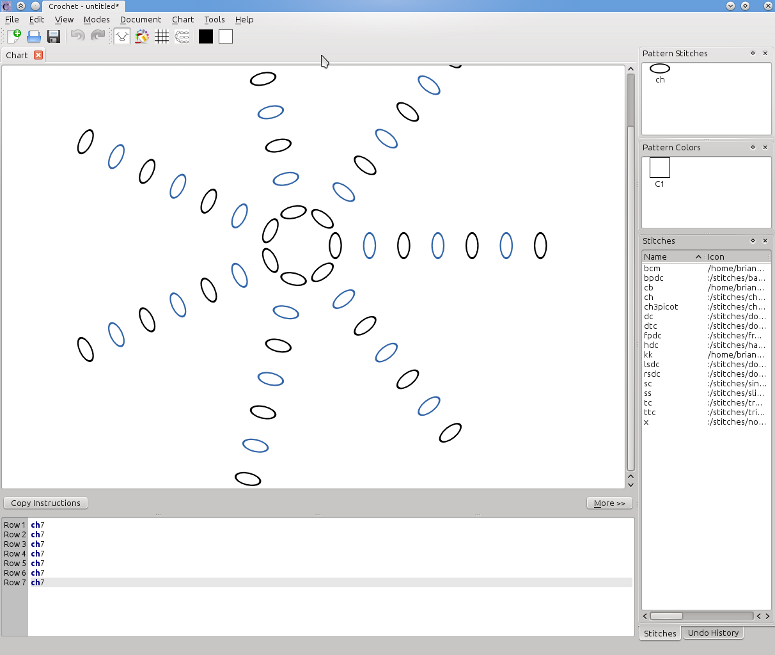 Crochet - untitled*
File Edit View Modes Document Chart Tools Help
Chart
Pattern Stitches
ch
Pattern Colors
C1
Stitches
Name Icon
bcm /home/brian...
bpdc :/stitches/ba...
cb /home/brian...
ch :/stitches/ch...
ch3picot :/stitches/ch...
dc :/stitches/do...
dtc :/stitches/do...
fpdc :/stitches/fr...
hdc :/stitches/ha...
kk /home/brian...
lsdc :/stitches/do...
rsdc :/stitches/do...
sc :/stitches/sin...
ss :/stitches/sli...
tc :/stitches/tr...
ttc :/stitches/tri...
x :/stitches/no...
Stitches Undo History
Copy Instructions More >>
Row 1 ch7
Row 2 ch7
Row 3 ch7
Row 4 ch7
Row 5 ch7
Row 6 ch7
Row 7 ch7